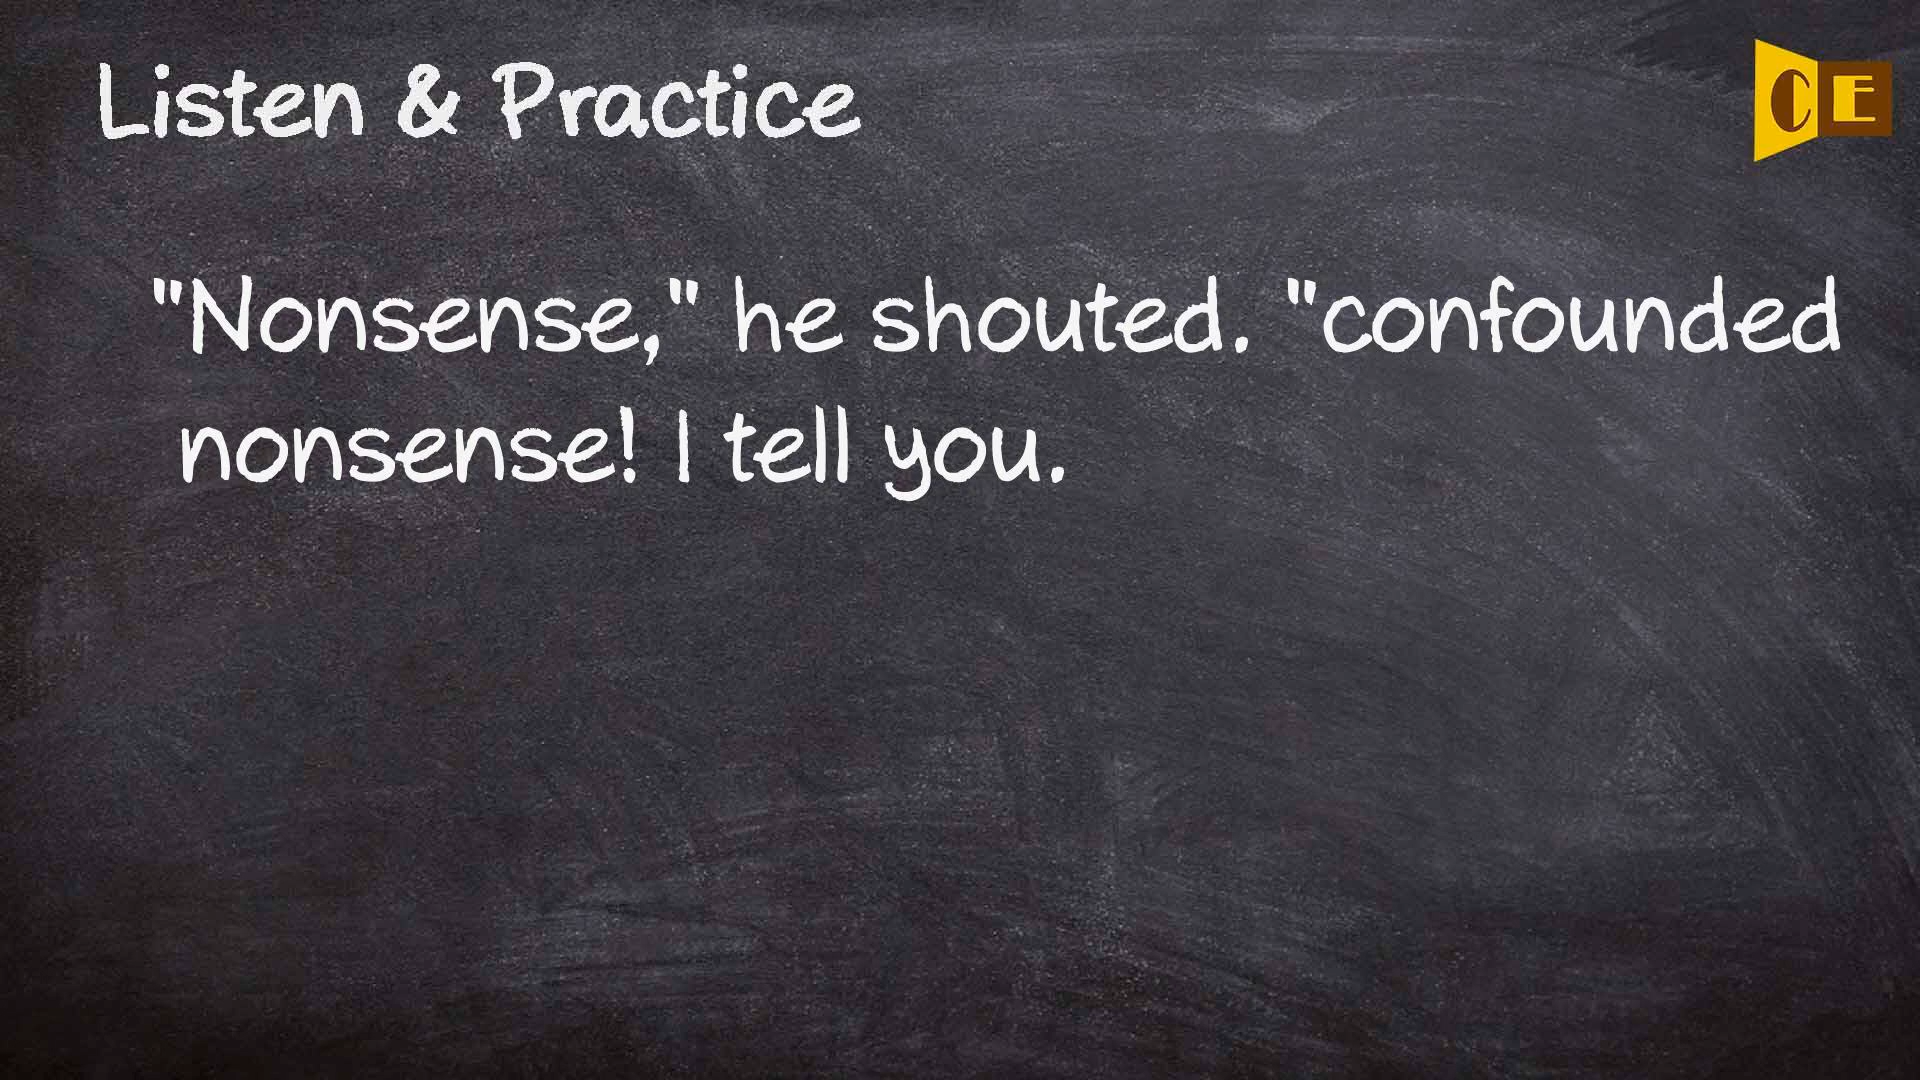 Listen & Practice
CE
"Nonsense," he shouted. "confounded
nonsense! I tell you.